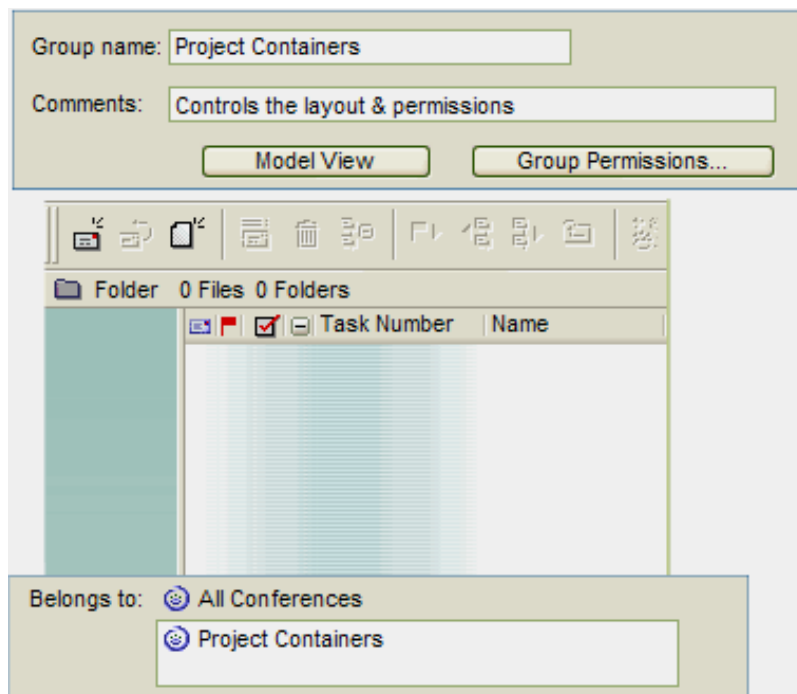 Group name: Project Containers
Comments: Controls the layout & permissions
Model View Group Permissions...
Folder 0 Files 0 Folders
Task Number Name
Belongs to: All Conferences
Project Containers